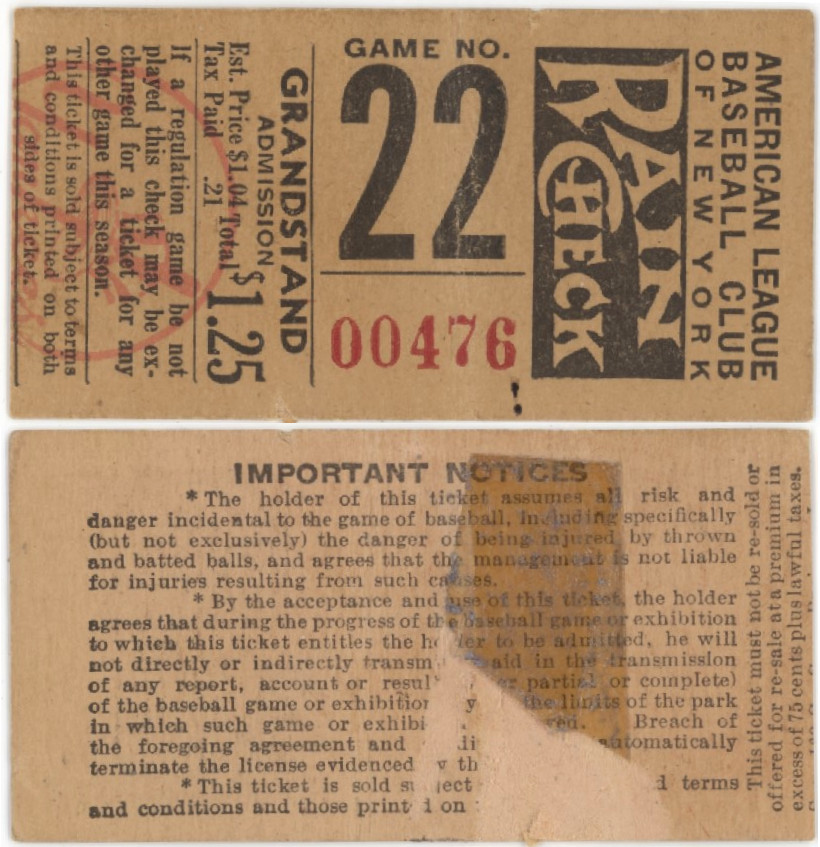 AMERICAN LEAGUE
BASEBALL CLUB
OF NEW YORK
RAIN
CHECK
GAME NO.
22
00476
GRANDSTAND
ADMISSION
Est. Price $1.04 Total
Tax Paid .21
$1.25
If a regulation game be not
played this check may be ex-
changed for a ticket for any
other game this season.
This ticket is sold subject to terms
and conditions printed on both
sides of ticket.
IMPORTANT NOTICES
* The holder of this ticket assumes all risk and
danger incidental to the game of baseball, including specifically
(but not exclusively) the danger of being injured by thrown
and batted balls, and agrees that the management is not liable
for injuries resulting from such causes.
* By the acceptance and use of this ticket, the holder
agrees that during the progress of the baseball game or exhibition
to which this ticket entitles the holder to be admitted, he will
not directly or indirectly transm aid in the transmission
of any report, account or resul partial or complete)
of the baseball game or exhibition the limits of the park
in which such game or exhibi Breach of
the foregoing agreement and automatically
terminate the license evidenced
* This ticket is sold subject terms
and conditions and those printed on
This ticket must not be re-sold or
offered for re-sale at a premium in
excess of 75 cents plus lawful taxes.